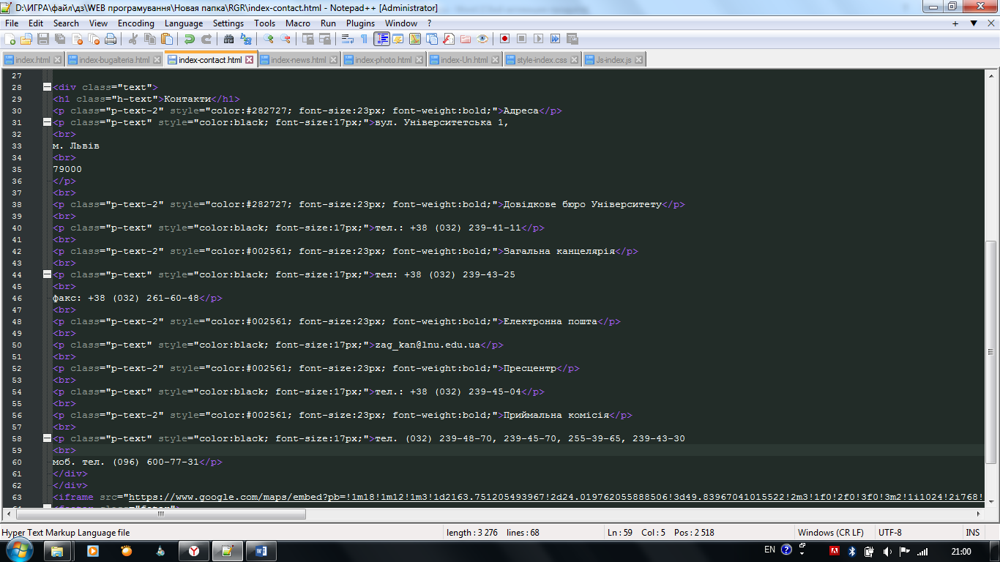 D:\ИГРА\файл\дз\WEB програмування\Новая папка\RGR\index-contact.html - Notepad++ [Administrator]
File Edit Search View Encoding Language Settings Tools Macro Run Plugins Window ?
index.html index-bugalteria.html index-contact.html index-news.html index-photo.html index-Un.html style-index.css Js-index.js
27
28 <div class="text">
29 <h1 class="h-text">Контакти</h1>
30 <p class="p-text-2" style="color:#282727; font-size:23px; font-weight:bold;">Адреса</p>
31 <p class="p-text" style="color:black; font-size:17px;">вул. Університетська 1,
32 <br>
33 м. Львів
34 <br>
35 79000
36 </p>
37 <br>
38 <p class="p-text-2" style="color:#282727; font-size:23px; font-weight:bold;">Довідкове бюро Університету</p>
39 <br>
40 <p class="p-text" style="color:black; font-size:17px;">тел.: +38 (032) 239-41-11</p>
41 <br>
42 <p class="p-text-2" style="color:#002561; font-size:23px; font-weight:bold;">Загальна канцелярія</p>
43 <br>
44 <p class="p-text" style="color:black; font-size:17px;">тел: +38 (032) 239-43-25
45 <br>
46 факс: +38 (032) 261-60-48</p>
47 <br>
48 <p class="p-text-2" style="color:#002561; font-size:23px; font-weight:bold;">Електронна пошта</p>
49 <br>
50 <p class="p-text" style="color:black; font-size:17px;">zag_kan@lnu.edu.ua</p>
51 <br>
52 <p class="p-text-2" style="color:#002561; font-size:23px; font-weight:bold;">Пресцентр</p>
53 <br>
54 <p class="p-text" style="color:black; font-size:17px;">тел.: +38 (032) 239-45-04</p>
55 <br>
56 <p class="p-text-2" style="color:#002561; font-size:23px; font-weight:bold;">Приймальна комісія</p>
57 <br>
58 <p class="p-text" style="color:black; font-size:17px;">тел. (032) 239-48-70, 239-45-70, 255-39-65, 239-43-30
59 <br>
60 моб. тел. (096) 600-77-31</p>
61 </div>
62 </div>
63 <iframe src="https://www.google.com/maps/embed?pb=!1m18!1m12!1m3!1d2163.751205493967!2d24.019762055888506!3d49.83967041015522!2m3!1f0!2f0!3f0!3m2!1i1024!2i768!
Hyper Text Markup Language file length : 3 276 lines : 68 Ln : 59 Col : 5 Pos : 2 518 Windows (CR LF) UTF-8 INS
EN 21:00